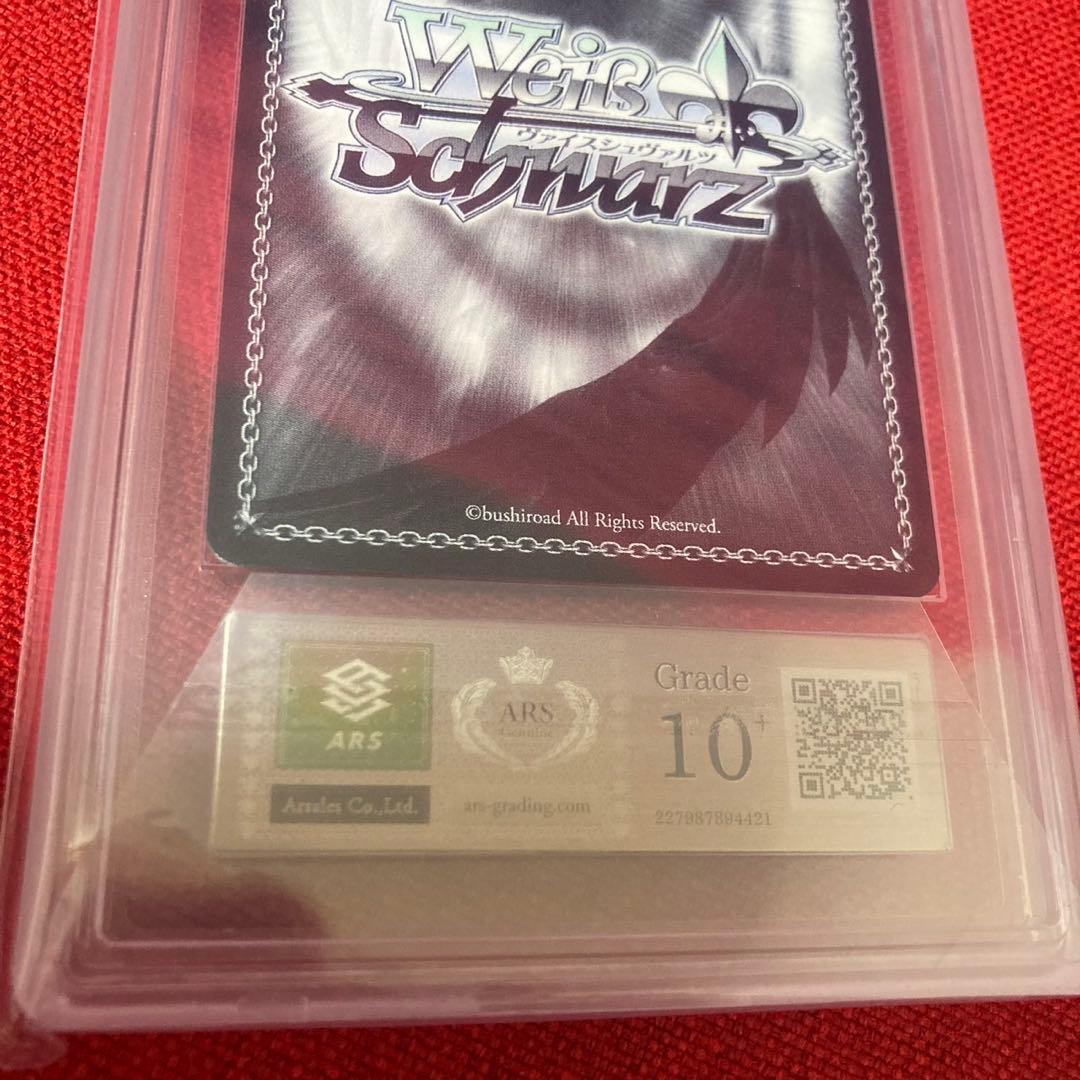 Weiß
ヴァイスシュヴァルツ
Schwarz
©bushiroad All Rights Reserved.
ARS
Arsales Co.,Ltd.
ARS
Genuine
ars-grading.com
Grade
10+
227987894421